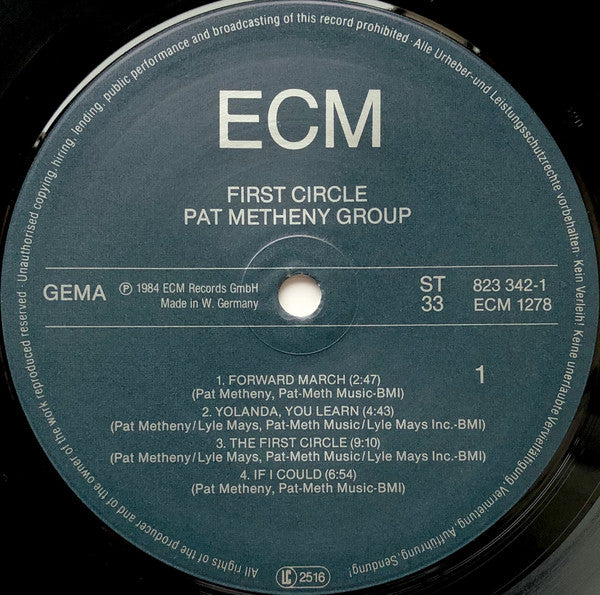 ECM
FIRST CIRCLE
PAT METHENY GROUP
GEMA
℗ 1984 ECM Records GmbH
Made in W. Germany
ST
33
823 342-1
ECM 1278
1
1. FORWARD MARCH (2:47)
(Pat Metheny, Pat-Meth Music-BMI)
2. YOLANDA, YOU LEARN (4:43)
(Pat Metheny/Lyle Mays, Pat-Meth Music/Lyle Mays Inc.-BMI)
3. THE FIRST CIRCLE (9:10)
(Pat Metheny/Lyle Mays, Pat-Meth Music/Lyle Mays Inc.-BMI)
4. IF I COULD (6:54)
(Pat Metheny, Pat-Meth Music-BMI)
All rights of the producer and of the owner of the work reproduced reserved · Unauthorised copying, hiring, lending, public performance and broadcasting of this record prohibited · Alle Urheber-und Leistungsschutzrechte vorbehalten · Kein Verleih! Keine unerlaubte Vervielfältigung, Vermietung, Aufführung, Sendung!
LC 2516